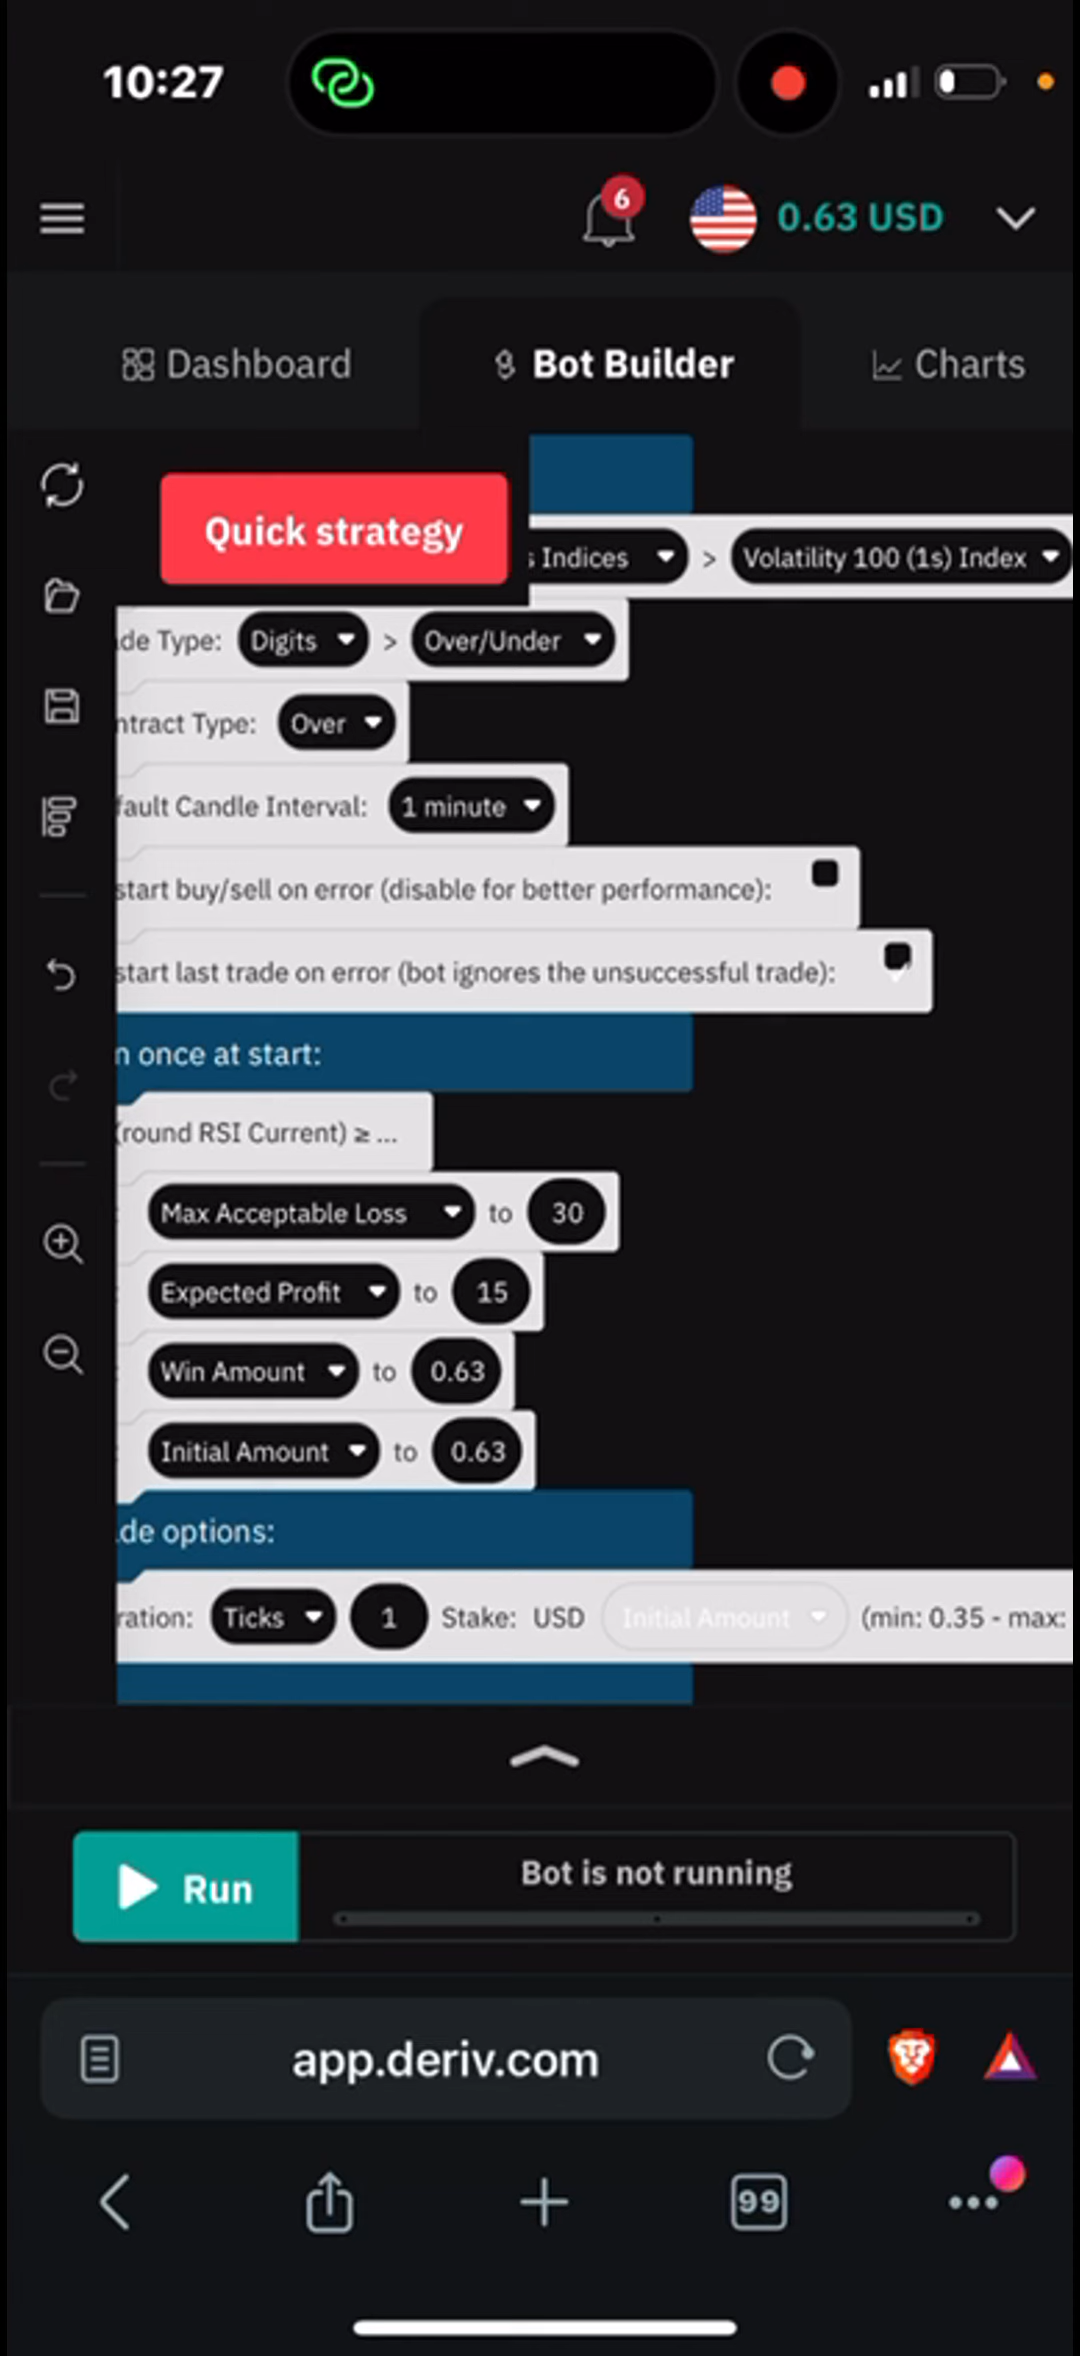 10:27
6
0.63 USD
Dashboard
Bot Builder
Charts
Quick strategy
s Indices > Volatility 100 (1s) Index
de Type: Digits > Over/Under
ntract Type: Over
fault Candle Interval: 1 minute
start buy/sell on error (disable for better performance):
start last trade on error (bot ignores the unsuccessful trade):
n once at start:
(round RSI Current) ≥ ...
Max Acceptable Loss to 30
Expected Profit to 15
Win Amount to 0.63
Initial Amount to 0.63
de options:
ration: Ticks 1 Stake: USD Initial Amount (min: 0.35 - max:
Run
Bot is not running
app.deriv.com
99